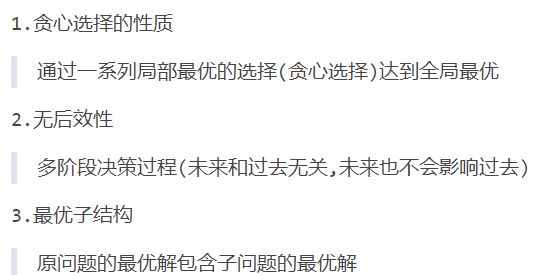 1.贪心选择的性质
通过一系列局部最优的选择(贪心选择)达到全局最优
2.无后效性
多阶段决策过程(未来和过去无关,未来也不会影响过去)
3.最优子结构
原问题的最优解包含子问题的最优解